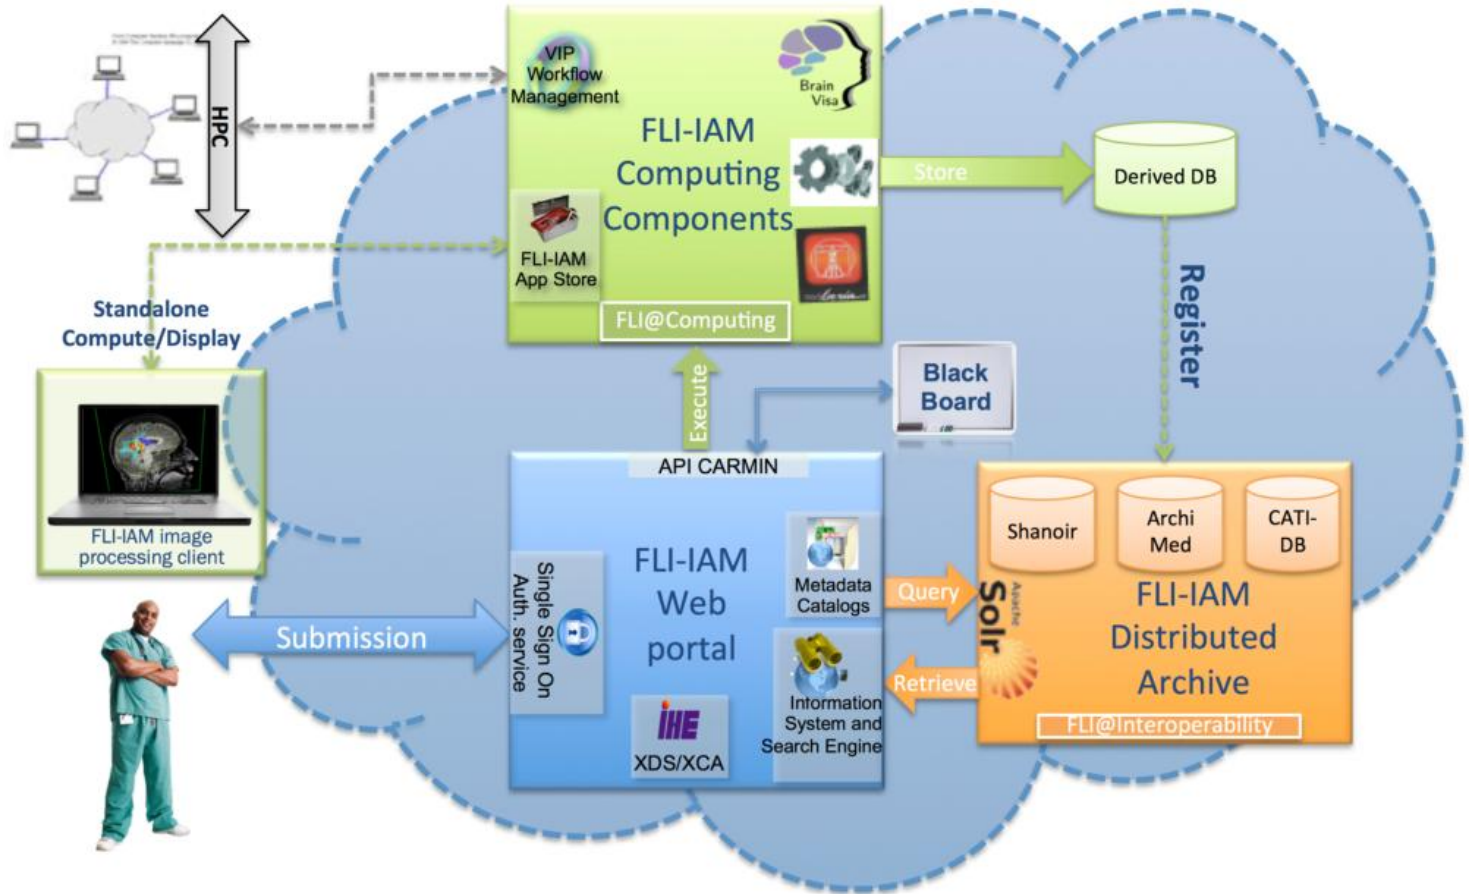 HPC
VIP
Workflow
Management
Brain
Visa
FLI-IAM
Computing
Components
FLI-IAM
App Store
FLI@Computing
Store
Derived DB
Register
Standalone
Compute/Display
FLI-IAM image
processing client
Execute
Black
Board
API CARMIN
Submission
Single Sign On
Auth. service
FLI-IAM
Web
portal
IHE
XDS/XCA
Metadata
Catalogs
Information
System and
Search Engine
Query
Retrieve
Shanoir
Archi
Med
CATI-
DB
Apache
Solr
FLI-IAM
Distributed
Archive
FLI@Interoperability